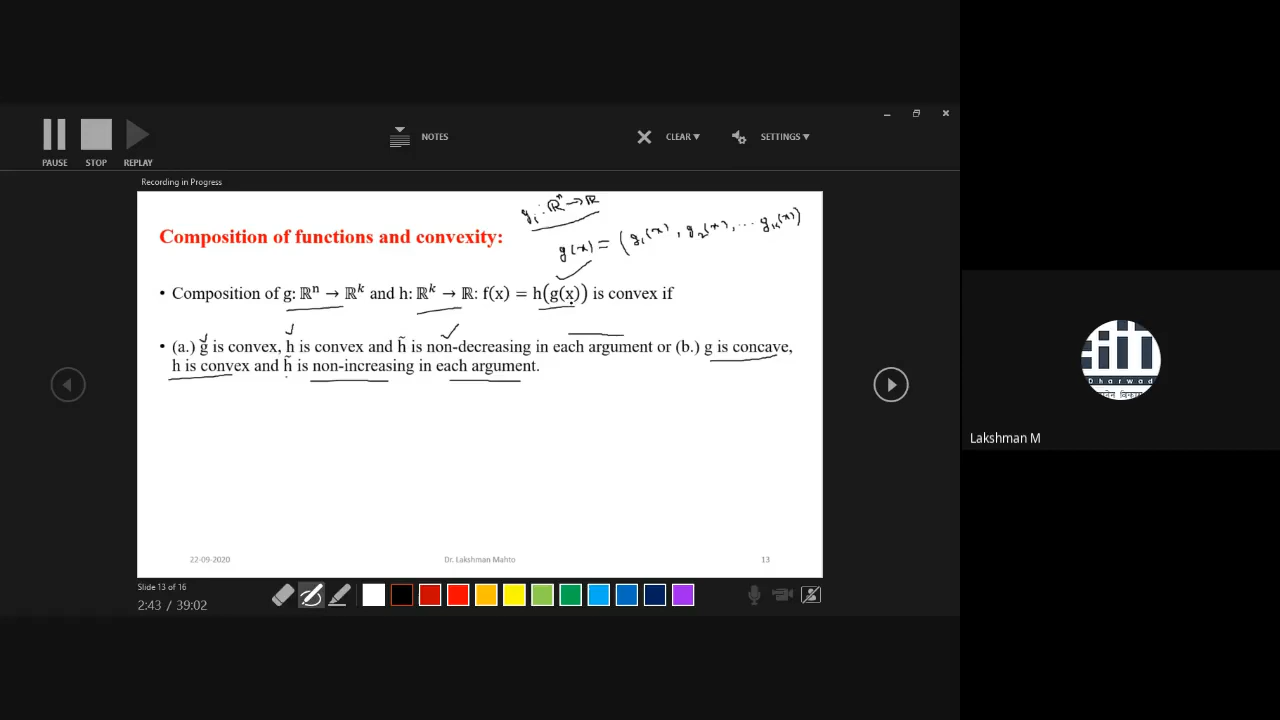 NOTES
CLEAR
SETTINGS
PAUSE STOP REPLAY
Recording in Progress
gᵢ : ℝⁿ → ℝ
Composition of functions and convexity:
g(x) = (g₁(x), g₂(x), ... gₖ(x))
• Composition of g: ℝⁿ → ℝᵏ and h: ℝᵏ → ℝ: f(x) = h(g(x)) is convex if
• (a.) g is convex, h is convex and h̃ is non-decreasing in each argument or (b.) g is concave,
h is convex and h̃ is non-increasing in each argument.
22-09-2020 Dr. Lakshman Mahto 13
Slide 13 of 16
2:43 / 39:02
Dharwad
Lakshman M